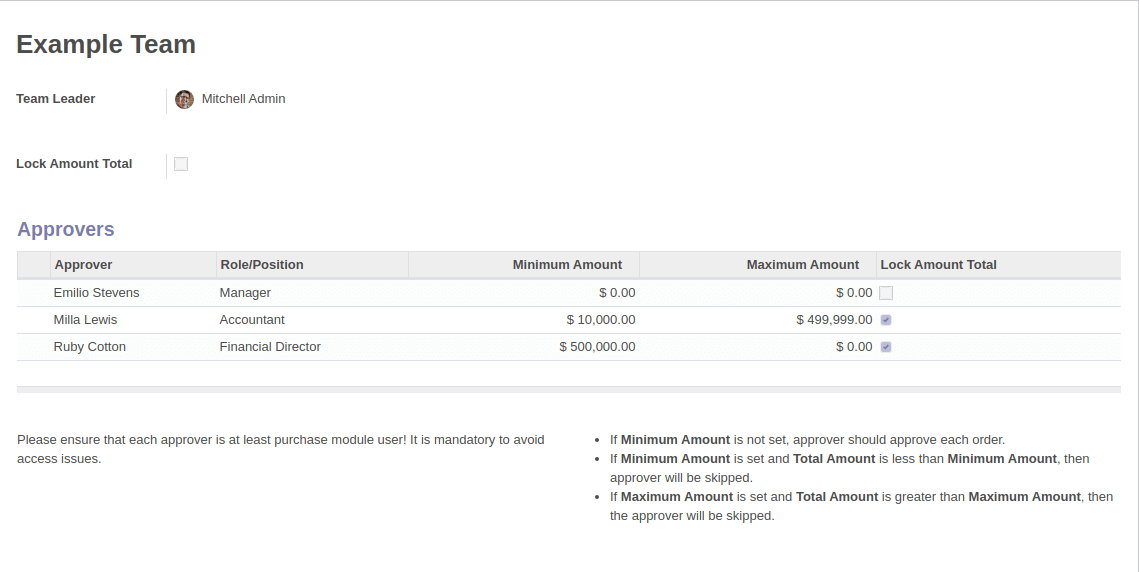 Example Team
Team Leader Mitchell Admin
Lock Amount Total
Approvers
Approver Role/Position Minimum Amount Maximum Amount Lock Amount Total
Emilio Stevens Manager $ 0.00 $ 0.00
Milla Lewis Accountant $ 10,000.00 $ 499,999.00
Ruby Cotton Financial Director $ 500,000.00 $ 0.00
Please ensure that each approver is at least purchase module user! It is mandatory to avoid
access issues.
• If Minimum Amount is not set, approver should approve each order.
• If Minimum Amount is set and Total Amount is less than Minimum Amount, then
approver will be skipped.
• If Maximum Amount is set and Total Amount is greater than Maximum Amount, then
the approver will be skipped.